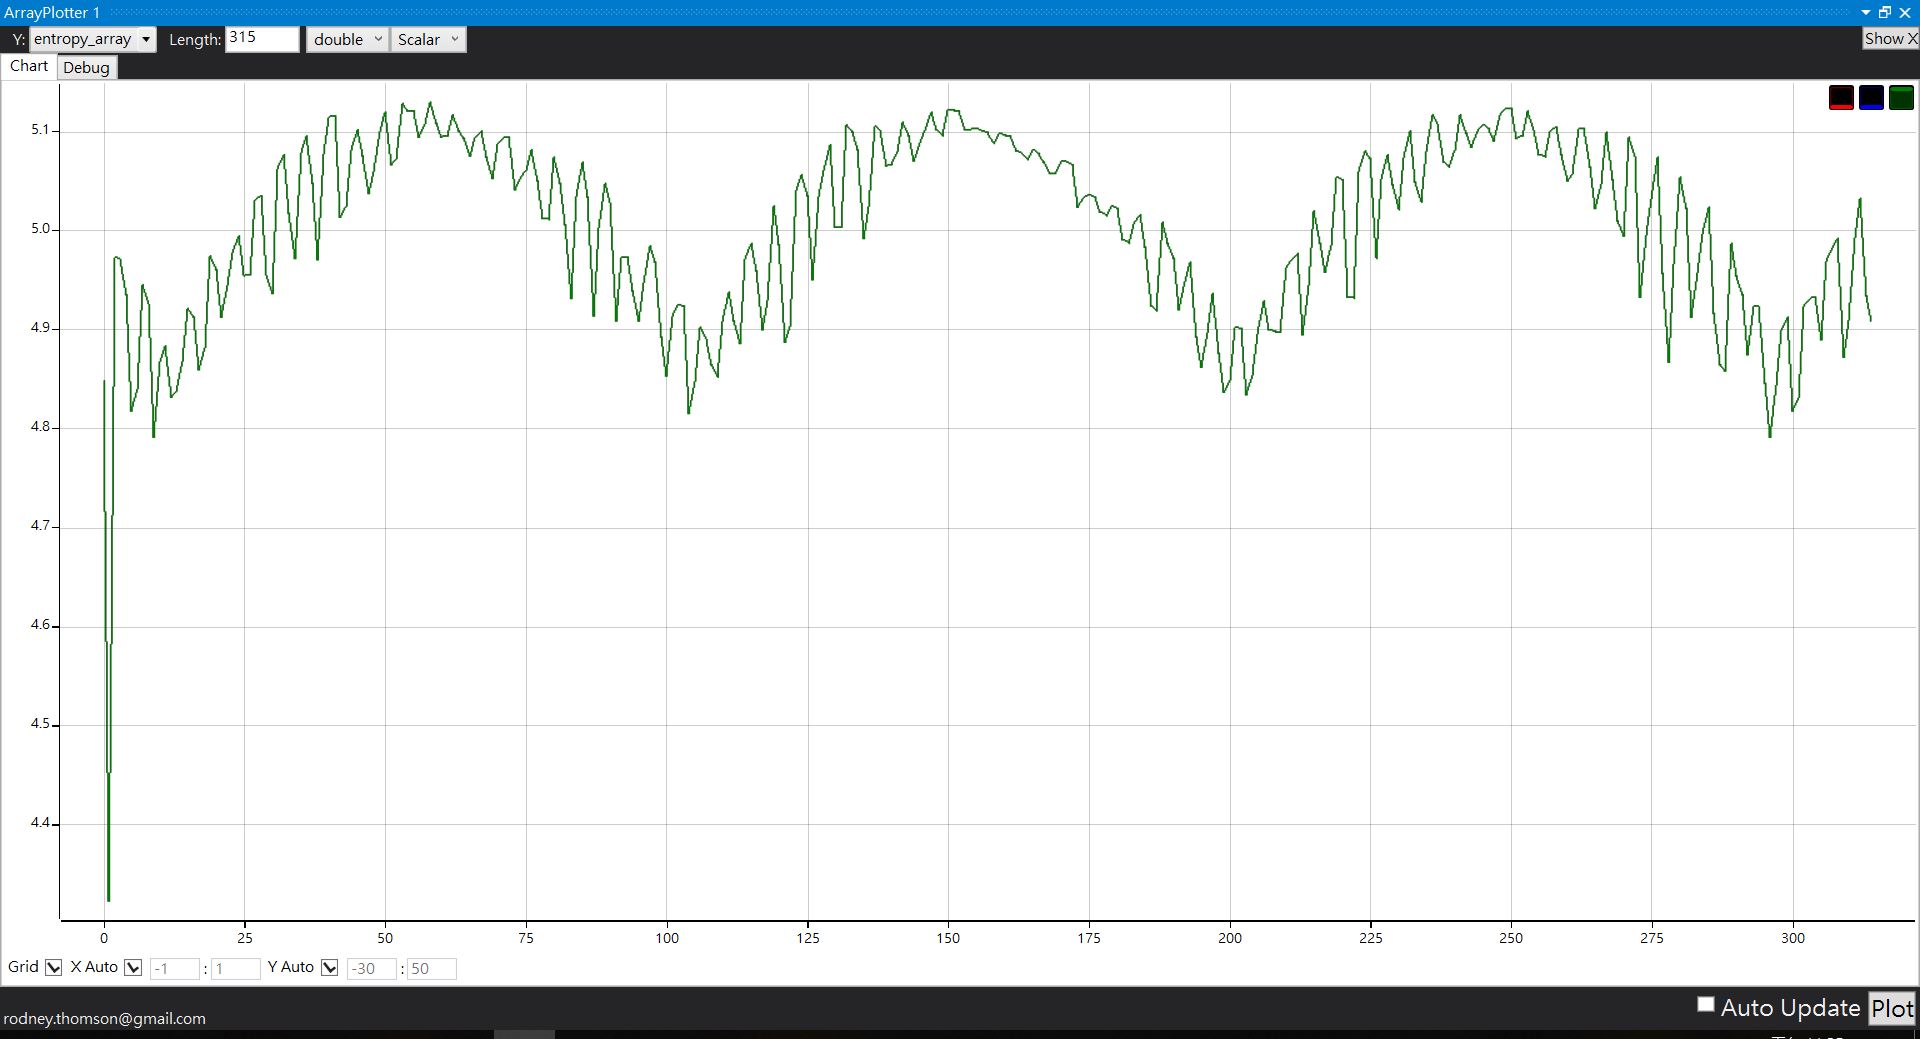 ArrayPlotter 1
Y: entropy_array Length: 315 double Scalar Show X
Chart Debug
5.1
5.0
4.9
4.8
4.7
4.6
4.5
4.4
0 25 50 75 100 125 150 175 200 225 250 275 300
Grid X Auto -1 : 1 Y Auto -30 : 50
Auto Update Plot
rodney.thomson@gmail.com